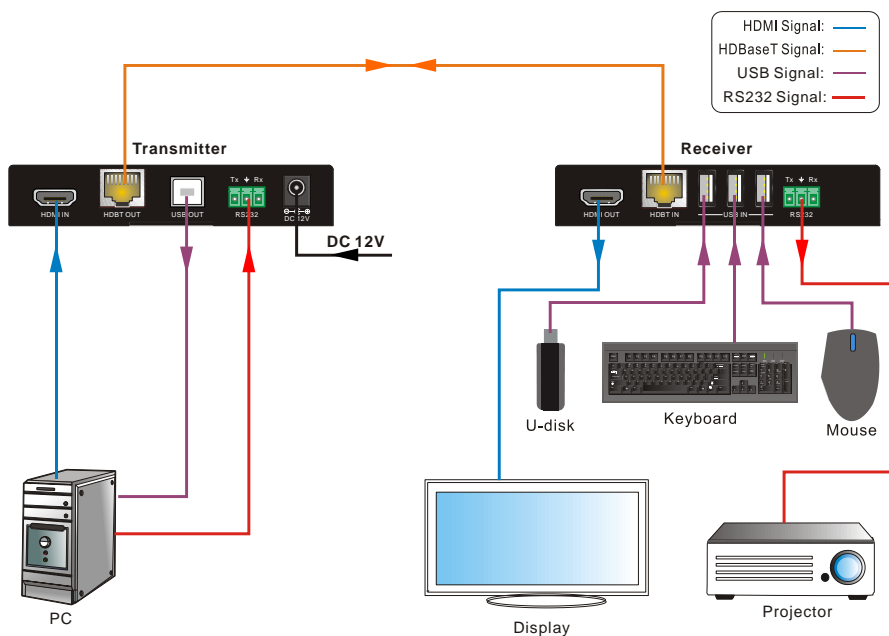 HDMI Signal:
HDBaseT Signal:
USB Signal:
RS232 Signal:
Transmitter
Receiver
Tx Rx
HDMI IN
HDBT OUT
USB OUT
RS232
DC 12V
DC 12V
Tx Rx
HDMI OUT
HDBT IN
USB IN
RS232
U-disk
Keyboard
Mouse
PC
Display
Projector